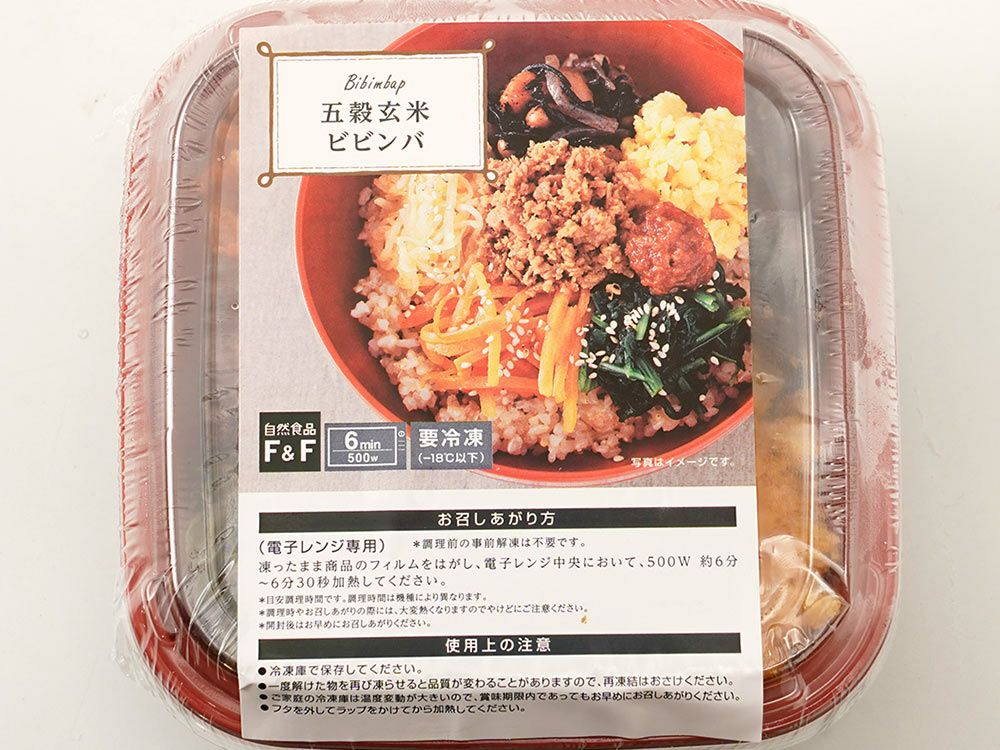 Bibimbap
五穀玄米
ビビンバ
自然食品
F&F
6min
500w
要冷凍
(−18℃以下)
写真はイメージです。
お召しあがり方
(電子レンジ専用) *調理前の事前解凍は不要です。
凍ったまま商品のフィルムをはがし、電子レンジ中央において、500W 約6分
〜6分30秒加熱してください。
*目安調理時間です。調理時間は機種により異なります。
*調理時やお召しあがりの際には、大変熱くなりますのでやけどにご注意ください。
*開封後はお早めにお召しあがりください。
使用上の注意
●冷凍庫で保存してください。
●一度解けた物を再び凍らせると品質が変わることがありますので、再凍結はおさけください。
●ご家庭の冷凍庫は温度変動が大きいので、賞味期限内であってもお早めにお召しあがりください。
●フタを外してラップをかけてから加熱してください。